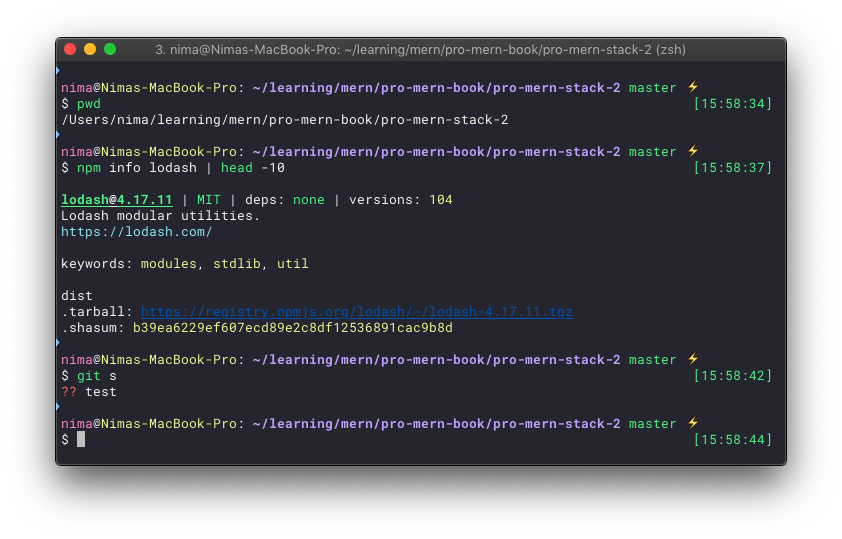 3. nima@Nimas-MacBook-Pro: ~/learning/mern/pro-mern-book/pro-mern-stack-2 (zsh)
nima@Nimas-MacBook-Pro: ~/learning/mern/pro-mern-book/pro-mern-stack-2 master ⚡
$ pwd [15:58:34]
/Users/nima/learning/mern/pro-mern-book/pro-mern-stack-2
nima@Nimas-MacBook-Pro: ~/learning/mern/pro-mern-book/pro-mern-stack-2 master ⚡
$ npm info lodash | head -10 [15:58:37]
lodash@4.17.11 | MIT | deps: none | versions: 104
Lodash modular utilities.
https://lodash.com/
keywords: modules, stdlib, util
dist
.tarball: https://registry.npmjs.org/lodash/-/lodash-4.17.11.tgz
.shasum: b39ea6229ef607ecd89e2c8df12536891cac9b8d
nima@Nimas-MacBook-Pro: ~/learning/mern/pro-mern-book/pro-mern-stack-2 master ⚡
$ git s [15:58:42]
?? test
nima@Nimas-MacBook-Pro: ~/learning/mern/pro-mern-book/pro-mern-stack-2 master ⚡
$ [15:58:44]